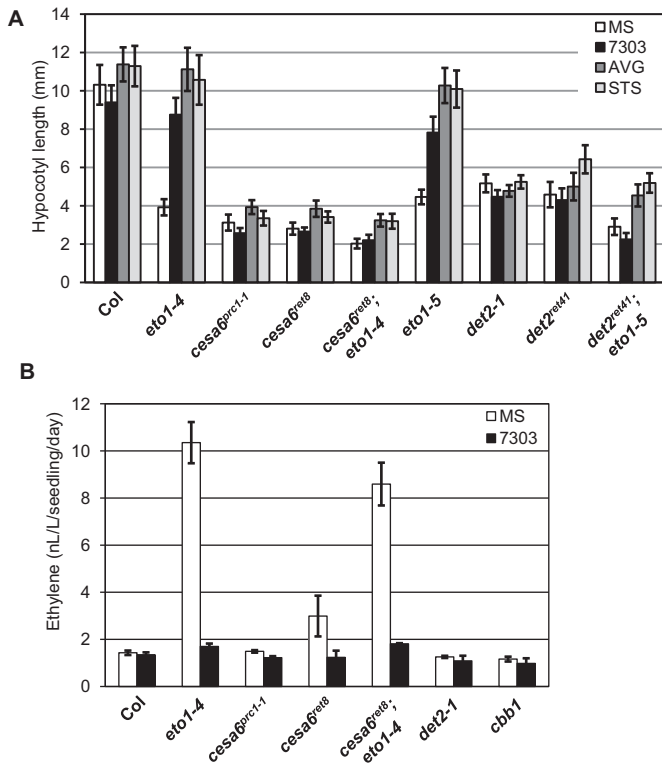 A
Hypocotyl length (mm)
14
12
10
8
6
4
2
0
MS
7303
AVG
STS
Col
eto1-4
cesa6prc1-1
cesa6ret8
cesa6ret8;
eto1-4
eto1-5
det2-1
det2ret41
det2ret41;
eto1-5
B
Ethylene (nL/L/seedling/day)
12
10
8
6
4
2
0
MS
7303
Col
eto1-4
cesa6prc1-1
cesa6ret8
cesa6ret8;
eto1-4
det2-1
cbb1